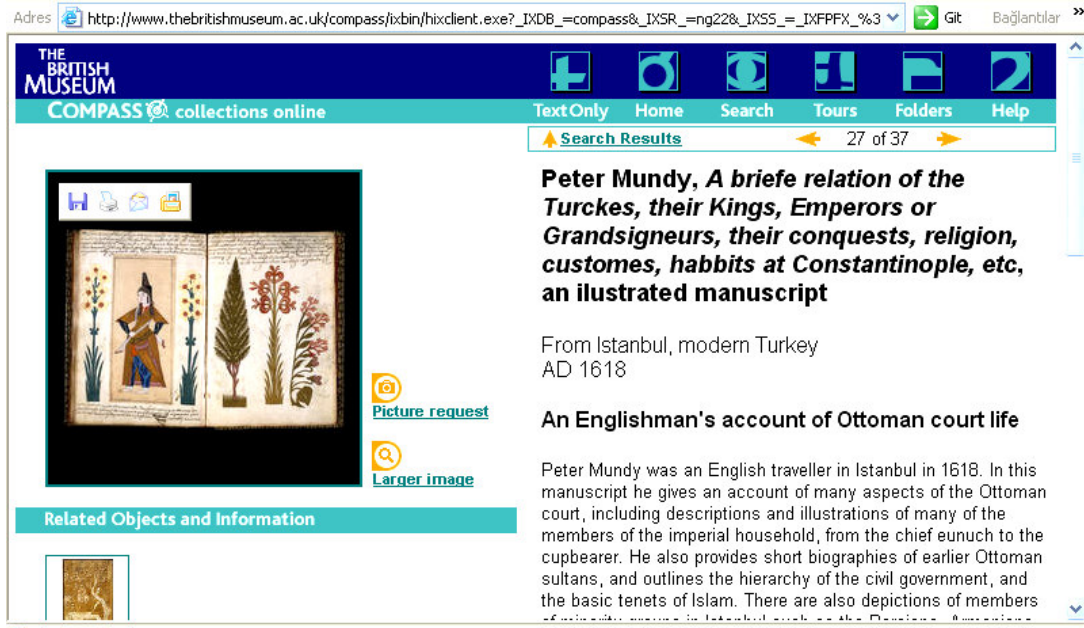 Adres http://www.thebritishmuseum.ac.uk/compass/ixbin/hixclient.exe?_IXDB_=compass&_IXSR_=ng22&_IXSS_=_IXFPFX_%3 Git Bağlantılar »
THE
BRITISH
MUSEUM
COMPASS collections online
Text Only Home Search Tours Folders Help
Search Results 27 of 37
Peter Mundy, A briefe relation of the
Turckes, their Kings, Emperors or
Grandsigneurs, their conquests, religion,
customes, habbits at Constantinople, etc,
an ilustrated manuscript
From Istanbul, modern Turkey
AD 1618
Picture request
An Englishman's account of Ottoman court life
Larger image
Peter Mundy was an English traveller in Istanbul in 1618. In this
manuscript he gives an account of many aspects of the Ottoman
court, including descriptions and illustrations of many of the
members of the imperial household, from the chief eunuch to the
cupbearer. He also provides short biographies of earlier Ottoman
sultans, and outlines the hierarchy of the civil government, and
the basic tenets of Islam. There are also depictions of members
Related Objects and Information